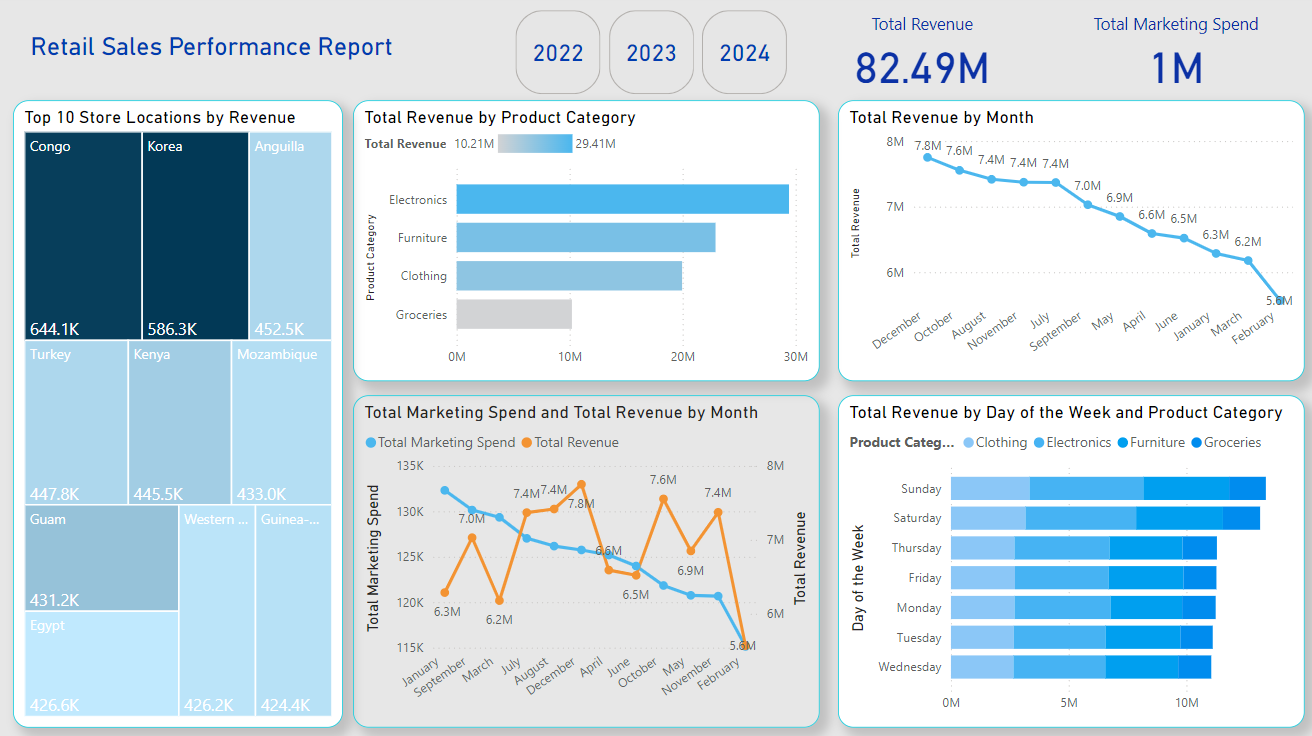 Retail Sales Performance Report
2022
2023
2024
Total Revenue
82.49M
Total Marketing Spend
1M
Top 10 Store Locations by Revenue
Congo
644.1K
Korea
586.3K
Anguilla
452.5K
Turkey
447.8K
Kenya
445.5K
Mozambique
433.0K
Guam
431.2K
Egypt
426.6K
Western ...
426.2K
Guinea-...
424.4K
Total Revenue by Product Category
Total Revenue 10.21M 29.41M
Product Category
Electronics
Furniture
Clothing
Groceries
0M 10M 20M 30M
Total Revenue by Month
Total Revenue
8M
7M
6M
7.8M 7.6M 7.4M 7.4M 7.4M 7.0M 6.9M 6.6M 6.5M 6.3M 6.2M 5.6M
December October August November July September May April June January March February
Total Marketing Spend and Total Revenue by Month
Total Marketing Spend Total Revenue
Total Marketing Spend
135K
130K
125K
120K
115K
6.3M 7.0M 6.2M 7.4M 7.4M 7.8M 6.6M 6.5M 7.6M 6.9M 7.4M 5.6M
8M
7M
6M
Total Revenue
January September March July August December April June October May November February
Total Revenue by Day of the Week and Product Category
Product Categ... Clothing Electronics Furniture Groceries
Day of the Week
Sunday
Saturday
Thursday
Friday
Monday
Tuesday
Wednesday
0M 5M 10M